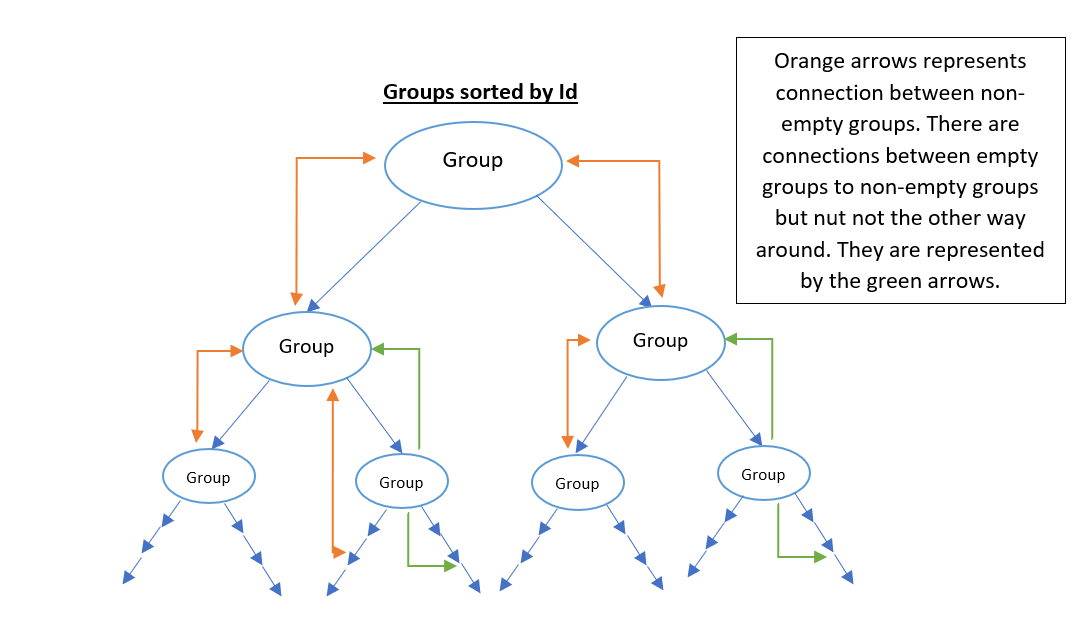 Orange arrows represents
connection between non-
empty groups. There are
connections between empty
groups to non-empty groups
but nut not the other way
around. They are represented
by the green arrows.
Groups sorted by Id
Group
Group
Group
Group
Group
Group
Group